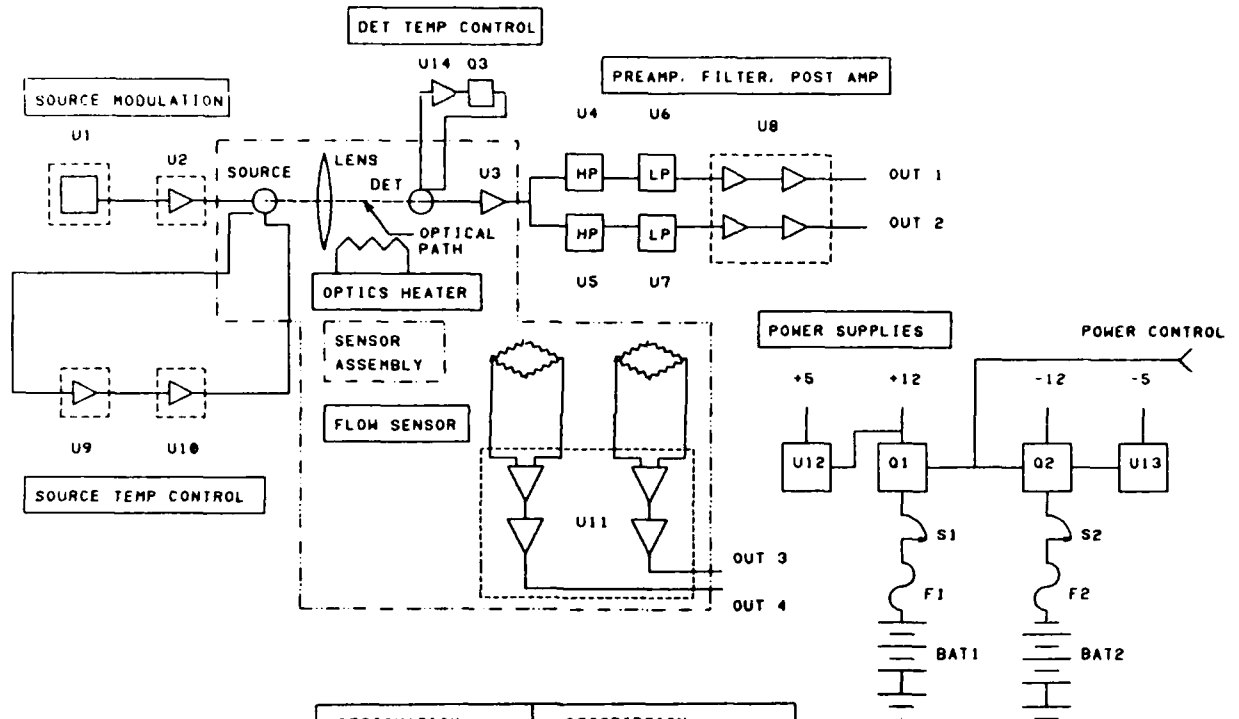 DET TEMP CONTROL
U14 Q3
PREAMP. FILTER. POST AMP
SOURCE MODULATION
U1
U2
SOURCE
LENS
DET
U3
U4
U6
U8
HP
LP
OUT 1
HP
LP
OUT 2
U5
U7
OPTICAL
PATH
OPTICS HEATER
SENSOR
ASSEMBLY
FLOW SENSOR
U9
U10
SOURCE TEMP CONTROL
U11
OUT 3
OUT 4
POWER SUPPLIES
POWER CONTROL
+5
+12
-12
-5
U12
Q1
Q2
U13
S1
S2
F1
F2
BAT1
BAT2